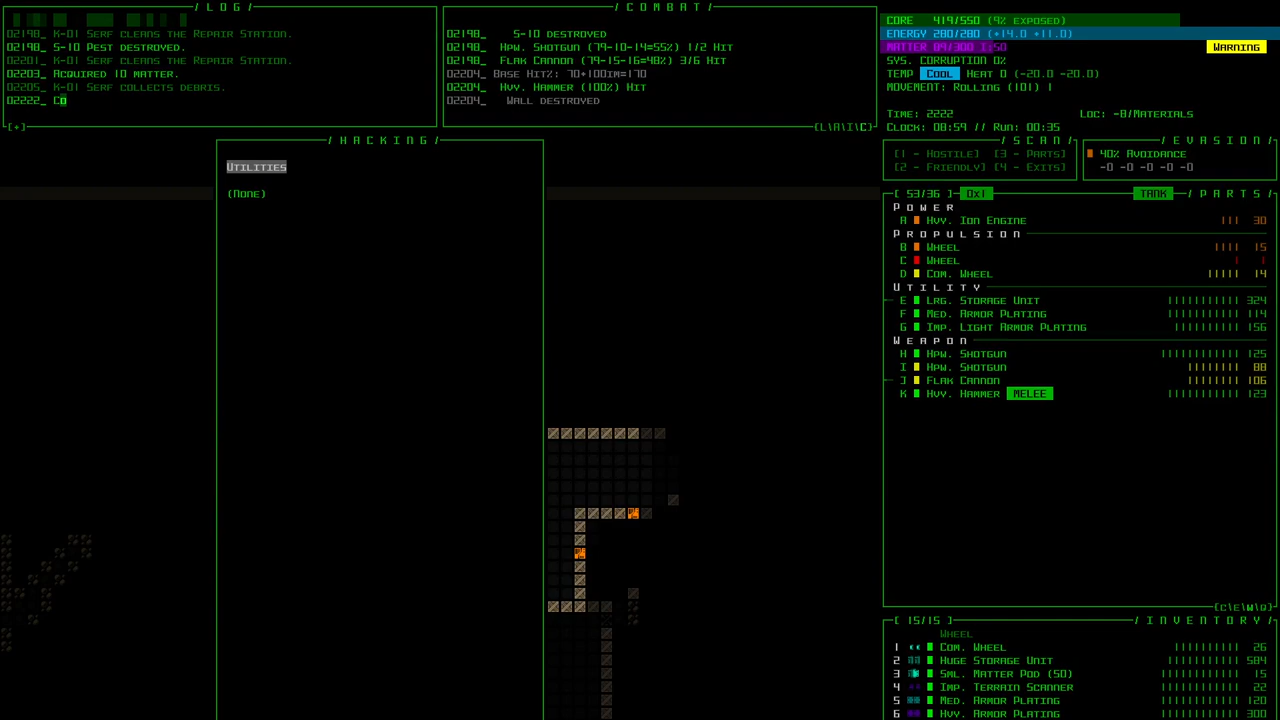 / L O G /
02198_ K-01 Serf cleans the Repair Station.
02198_ S-10 Pest destroyed.
02201_ K-01 Serf cleans the Repair Station.
02203_ Acquired 10 matter.
02205_ K-01 Serf collects debris.
02222_ Co
[+]
/ C O M B A T /
02198_ S-10 destroyed
02198_ Hpw. Shotgun (79-10-14=55%) 1/2 Hit
02198_ Flak Cannon (79-15-16=48%) 3/6 Hit
02204_ Base Hit%: 70+100im=170
02204_ Hvy. Hammer (100%) Hit
02204_ Wall destroyed
(L\A\I\C)
CORE 419/550 (9% exposed)
ENERGY 280/280 (+14.0 +11.0)
MATTER 84/300 I:50 Warning
SYS. CORRUPTION 0%
TEMP Cool Heat 0 (-20.0 -20.0)
MOVEMENT: Rolling (101) 1
Time: 2222 Loc: -8/Materials
Clock: 08:59 // Run: 00:35
/ S C A N /
[1 - Hostile] [3 - Parts]
[2 - Friendly] [4 - Exits]
/ E V A S I O N /
40% Avoidance
-0 -0 -0 -0 -0
/ H A C K I N G /
Utilities
(None)
[ 53/36 ] 0x1 TANK / P A R T S /
P o w e r
A Hvy. Ion Engine 30
P r o p u l s i o n
B Wheel 15
C Wheel 1
D Com. Wheel 14
U t i l i t y
E Lrg. Storage Unit 324
F Med. Armor Plating 114
G Imp. Light Armor Plating 156
W e a p o n
H Hpw. Shotgun 125
I Hpw. Shotgun 88
J Flak Cannon 106
K Hvy. Hammer MELEE 123
(C\E\W\Q)
[ 15/15 ] / I N V E N T O R Y /
Wheel
1 Com. Wheel 26
2 Huge Storage Unit 584
3 Sml. Matter Pod (50) 15
4 Imp. Terrain Scanner 22
5 Med. Armor Plating 120
6 Hvy. Armor Plating 300